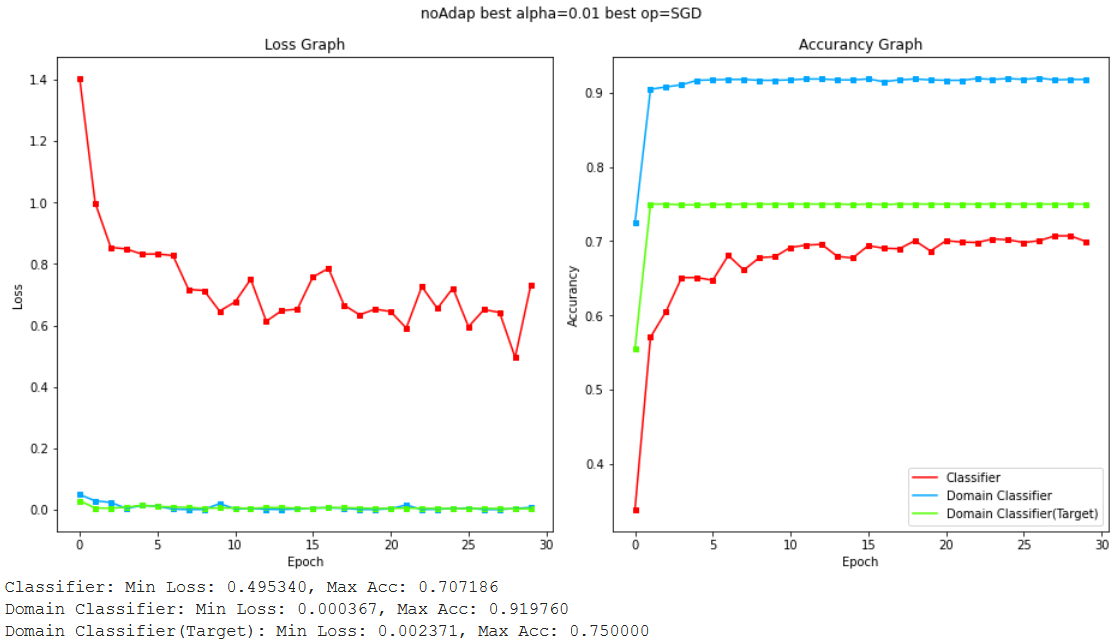 noAdap best alpha=0.01 best op=SGD
Loss Graph
Loss
1.4
1.2
1.0
0.8
0.6
0.4
0.2
0.0
0 5 10 15 20 25 30
Epoch
Accurancy Graph
Accurancy
0.9
0.8
0.7
0.6
0.5
0.4
Classifier
Domain Classifier
Domain Classifier(Target)
0 5 10 15 20 25 30
Epoch
Classifier: Min Loss: 0.495340, Max Acc: 0.707186
Domain Classifier: Min Loss: 0.000367, Max Acc: 0.919760
Domain Classifier(Target): Min Loss: 0.002371, Max Acc: 0.750000